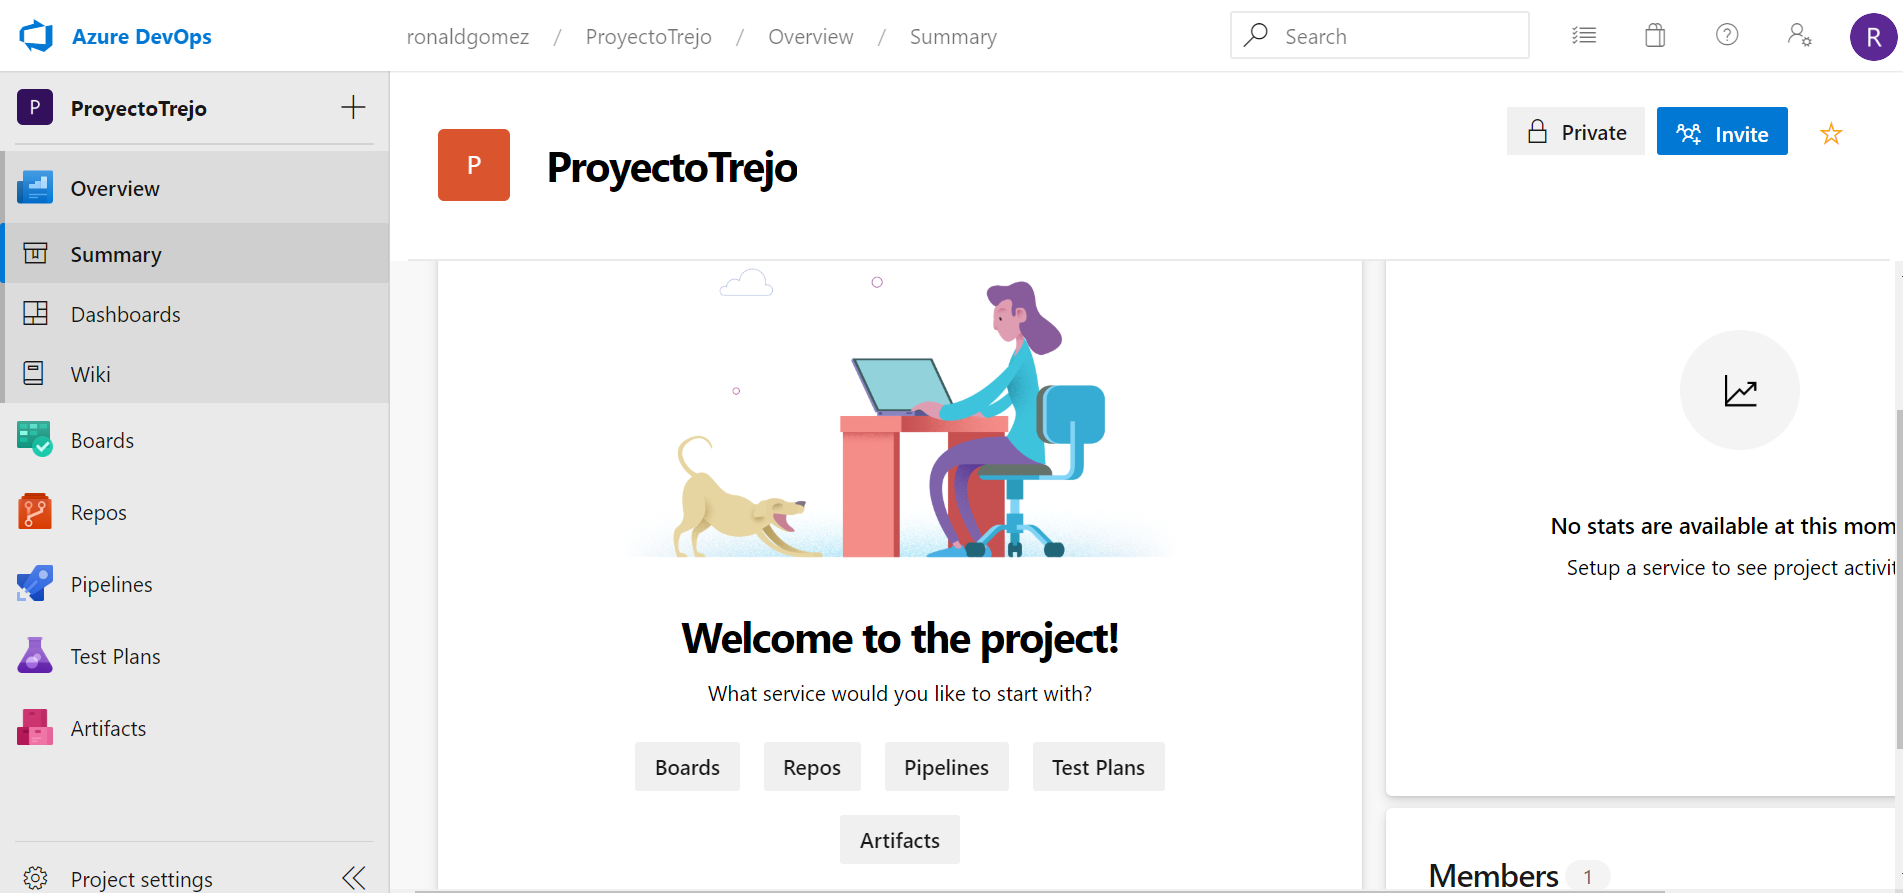 Azure DevOps
ronaldgomez / ProyectoTrejo / Overview / Summary
Search
R
P ProyectoTrejo
Overview
Summary
Dashboards
Wiki
Boards
Repos
Pipelines
Test Plans
Artifacts
Project settings
P ProyectoTrejo
Private
Invite
Welcome to the project!
What service would you like to start with?
Boards Repos Pipelines Test Plans
Artifacts
No stats are available at this mom
Setup a service to see project activit
Members 1